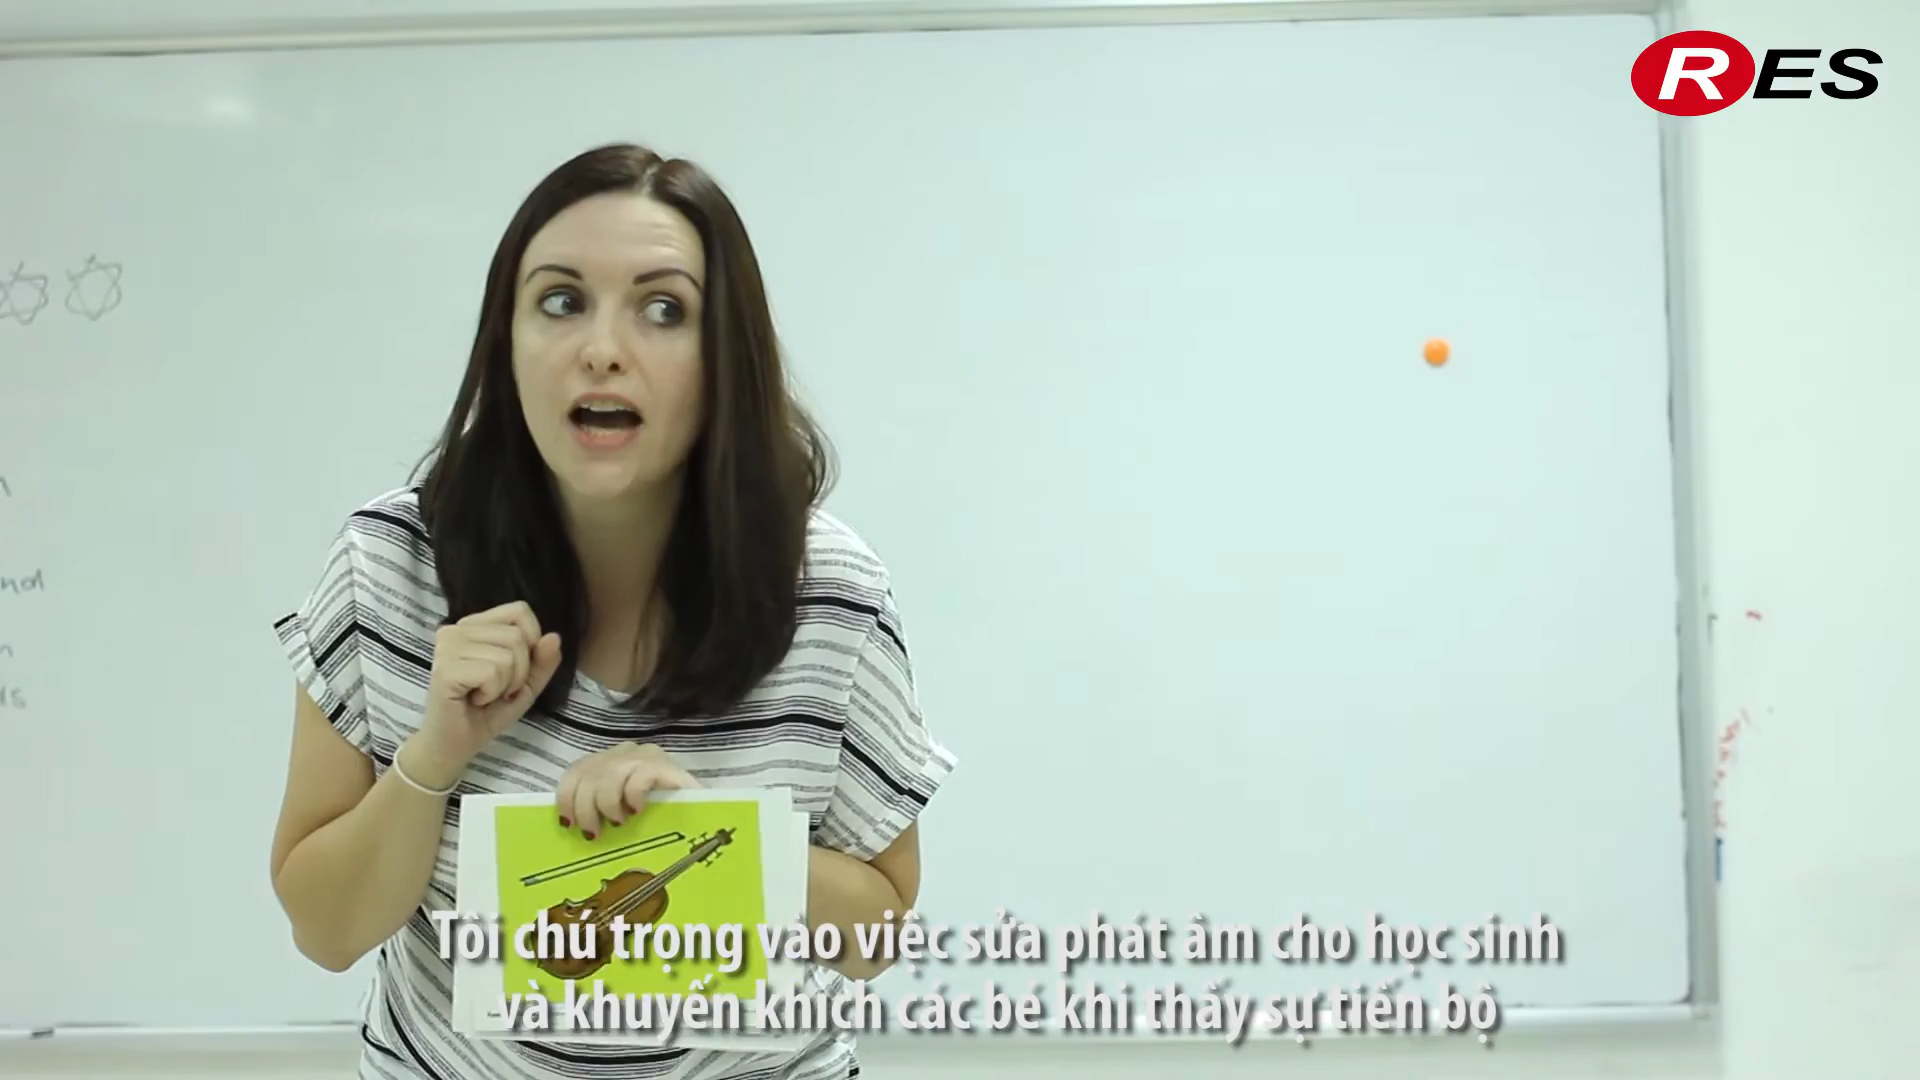 RES
Tôi chú trọng vào việc sửa phát âm cho học sinh
và khuyến khích các bé khi thấy sự tiến bộ